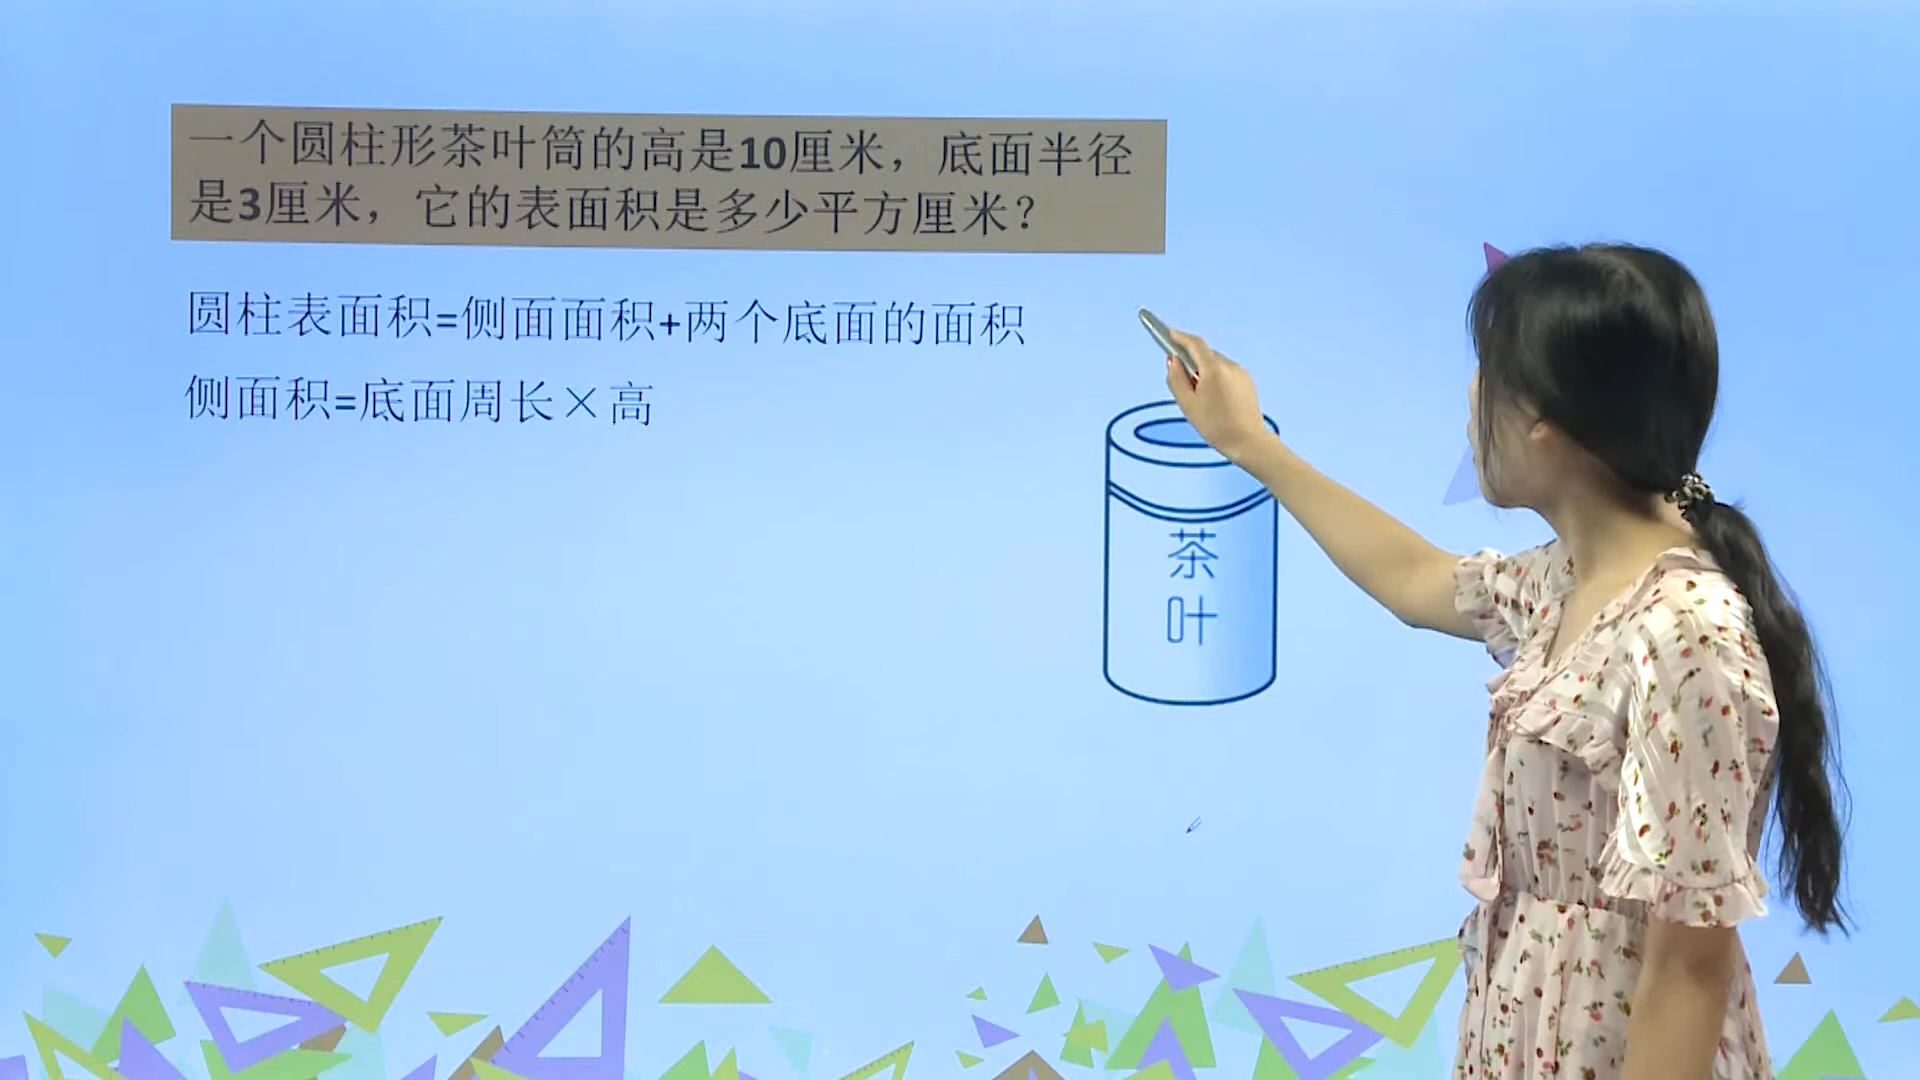 一个圆柱形茶叶筒的高是10厘米，底面半径
是3厘米，它的表面积是多少平方厘米？
圆柱表面积=侧面面积+两个底面的面积
侧面积=底面周长×高
茶
叶